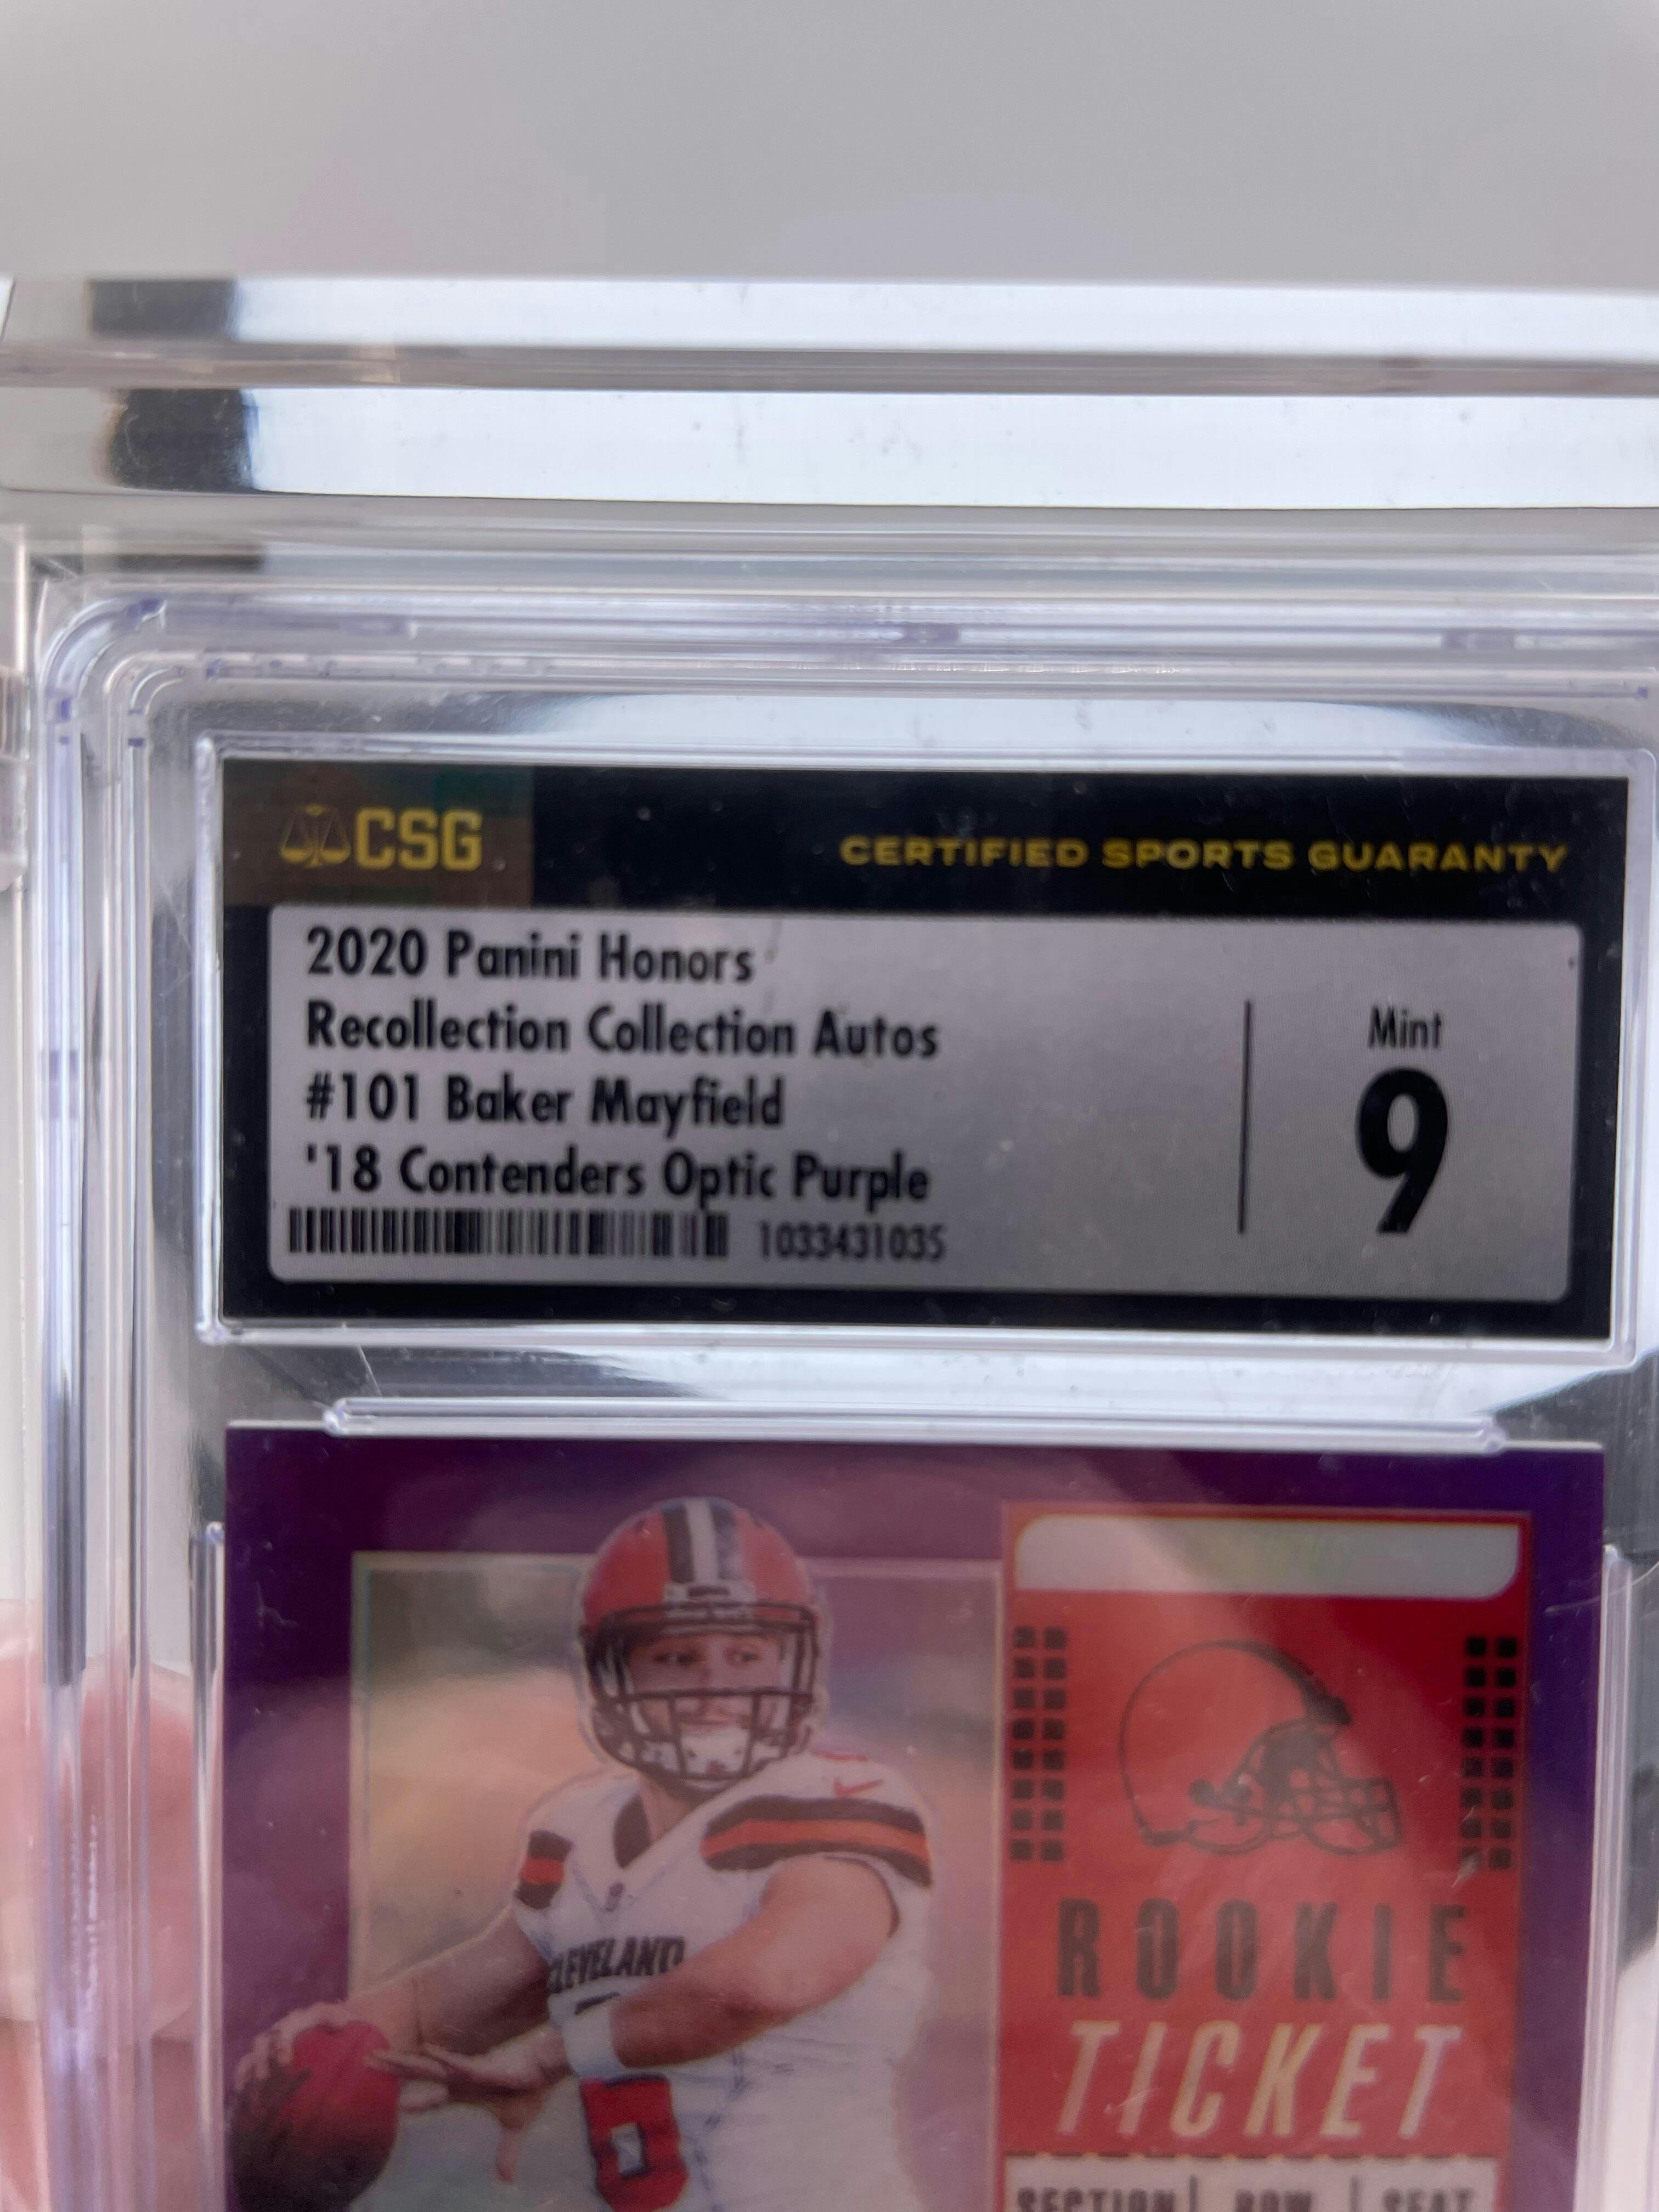 CSG
CERTIFIED SPORTS GUARANTY
2020 Panini Honors
Recollection Collection Autos
#101 Baker Mayfield
'18 Contenders Optic Purple
1033431035
Mint
9
CLEVELAND
6
ROOKIE
TICKET
SECTION ROW SEAT